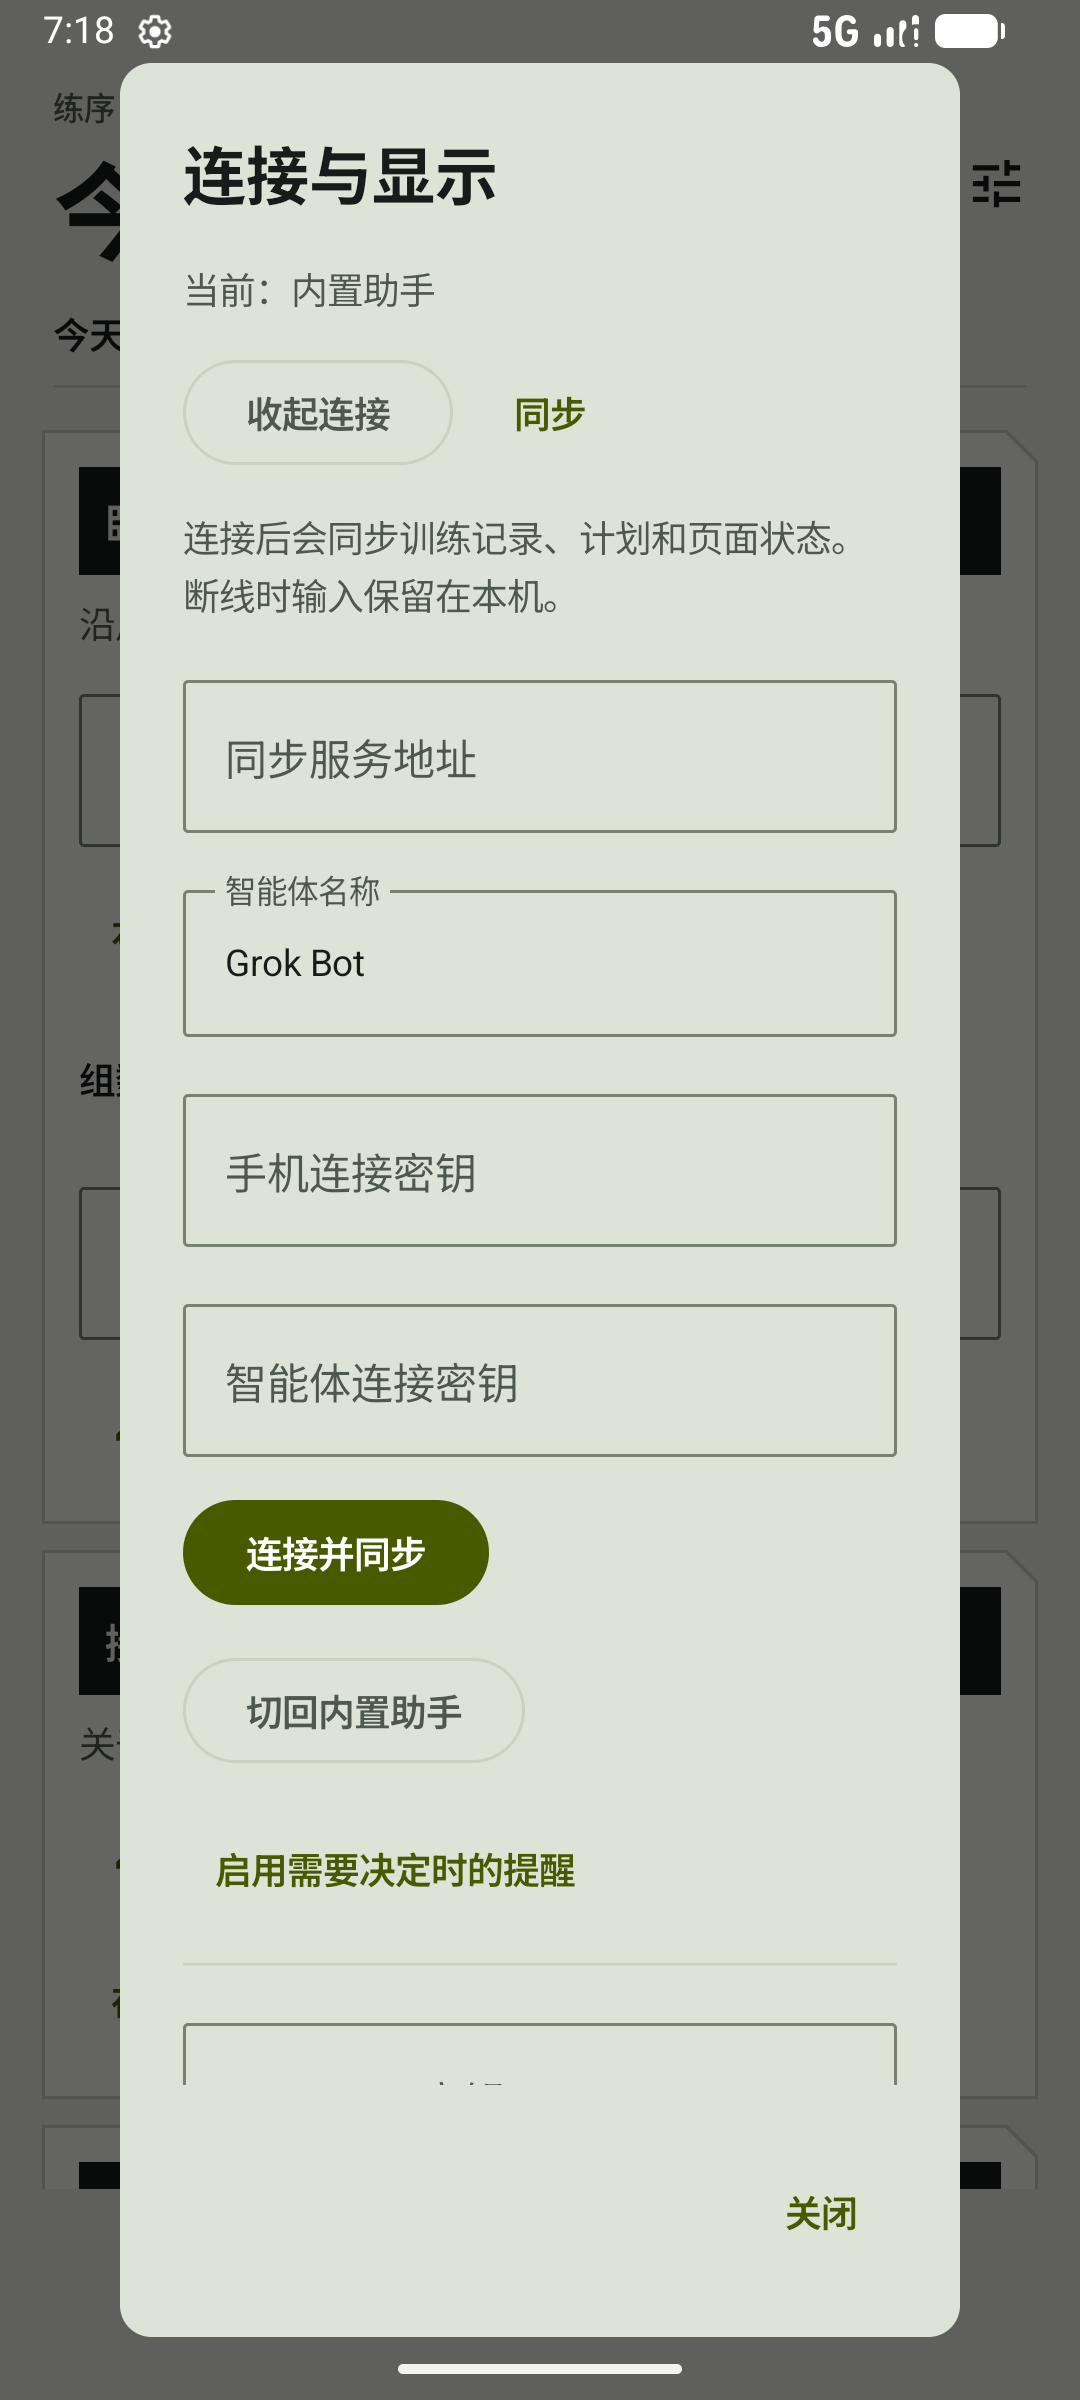 7:18
5G
练序
今
今天
连接与显示
当前：内置助手
收起连接
同步
连接后会同步训练记录、计划和页面状态。
断线时输入保留在本机。
沿
同步服务地址
智能体名称
Grok Bot
组
手机连接密钥
智能体连接密钥
连接并同步
切回内置助手
关
启用需要决定时的提醒
关闭